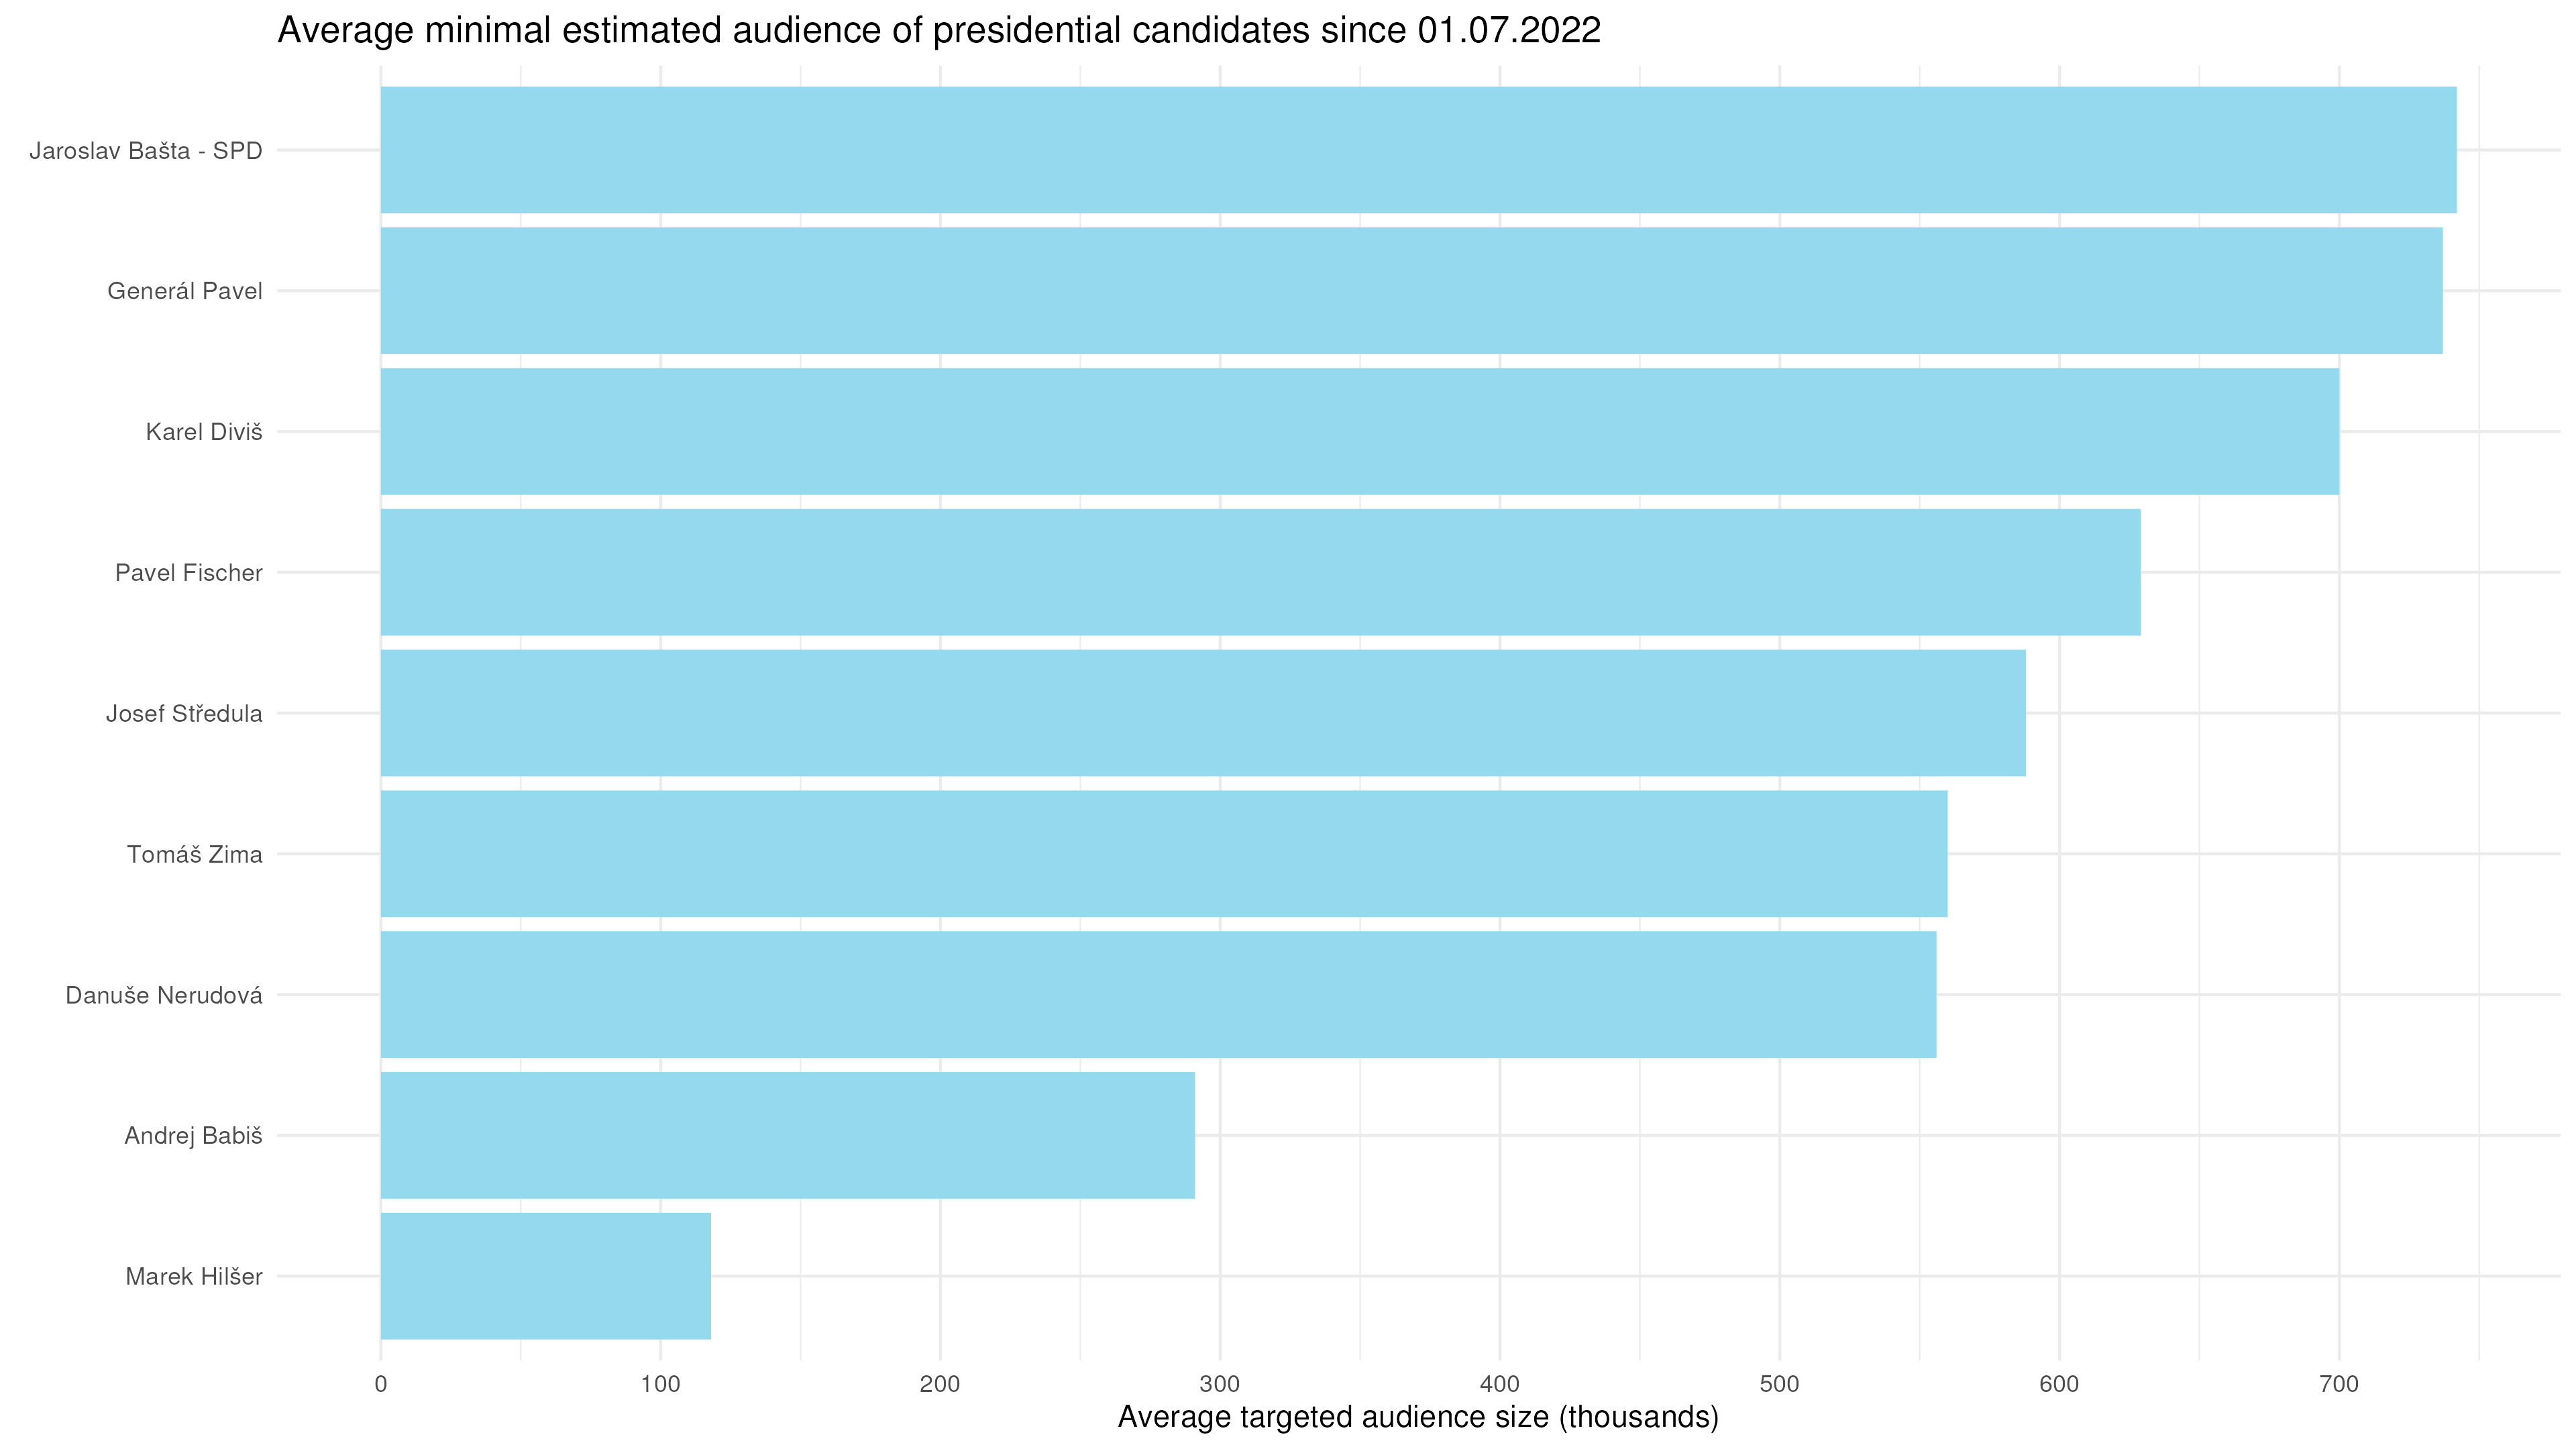 Average minimal estimated audience of presidential candidates since 01.07.2022
Jaroslav Bašta - SPD
Generál Pavel
Karel Diviš
Pavel Fischer
Josef Středula
Tomáš Zima
Danuše Nerudová
Andrej Babiš
Marek Hilšer
0 100 200 300 400 500 600 700
Average targeted audience size (thousands)